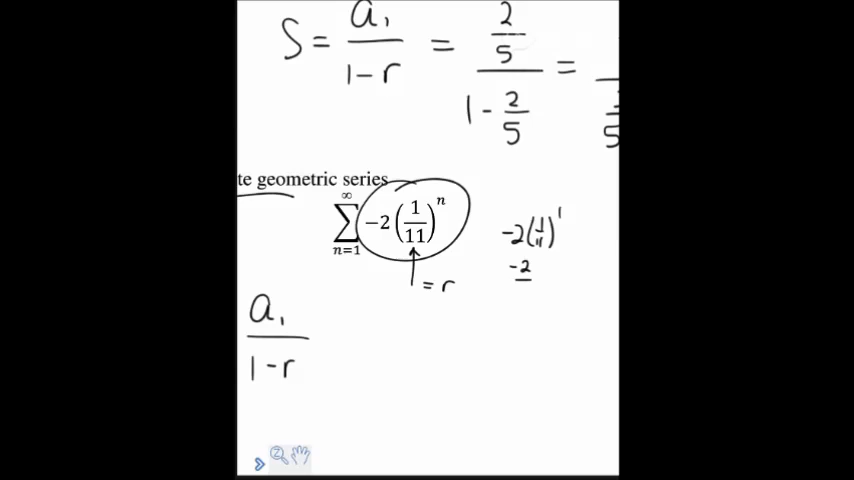 S = a₁/(1-r) = (2/5)/(1 - 2/5) =
te geometric series
∑_{n=1}^{∞} -2(1/11)^n
-2(1/11)^1
-2
= r
a₁/(1-r)